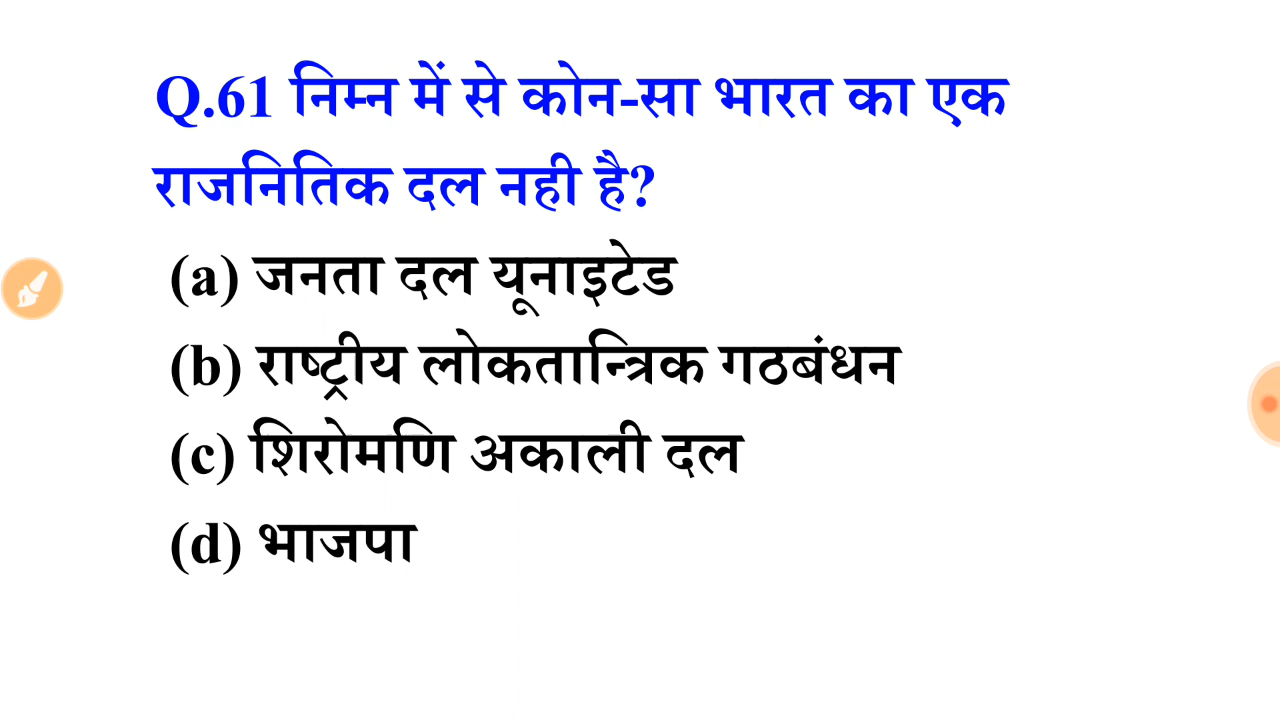 Q.61 निम्न में से कोन-सा भारत का एक
राजनितिक दल नही है?
(a) जनता दल यूनाइटेड
(b) राष्ट्रीय लोकतान्त्रिक गठबंधन
(c) शिरोमणि अकाली दल
(d) भाजपा